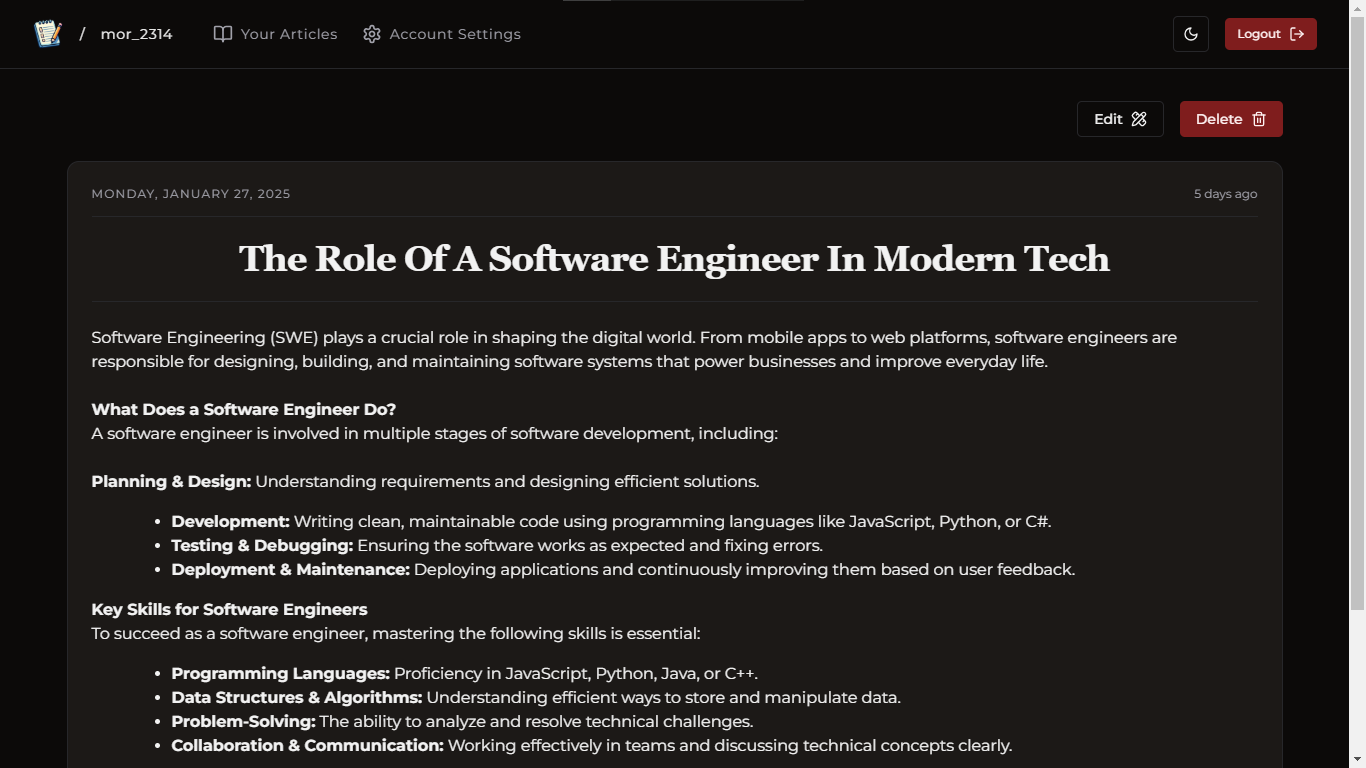 / mor_2314 Your Articles Account Settings Logout
Edit Delete
MONDAY, JANUARY 27, 2025 5 days ago
The Role Of A Software Engineer In Modern Tech
Software Engineering (SWE) plays a crucial role in shaping the digital world. From mobile apps to web platforms, software engineers are
responsible for designing, building, and maintaining software systems that power businesses and improve everyday life.
What Does a Software Engineer Do?
A software engineer is involved in multiple stages of software development, including:
Planning & Design: Understanding requirements and designing efficient solutions.
• Development: Writing clean, maintainable code using programming languages like JavaScript, Python, or C#.
• Testing & Debugging: Ensuring the software works as expected and fixing errors.
• Deployment & Maintenance: Deploying applications and continuously improving them based on user feedback.
Key Skills for Software Engineers
To succeed as a software engineer, mastering the following skills is essential:
• Programming Languages: Proficiency in JavaScript, Python, Java, or C++.
• Data Structures & Algorithms: Understanding efficient ways to store and manipulate data.
• Problem-Solving: The ability to analyze and resolve technical challenges.
• Collaboration & Communication: Working effectively in teams and discussing technical concepts clearly.